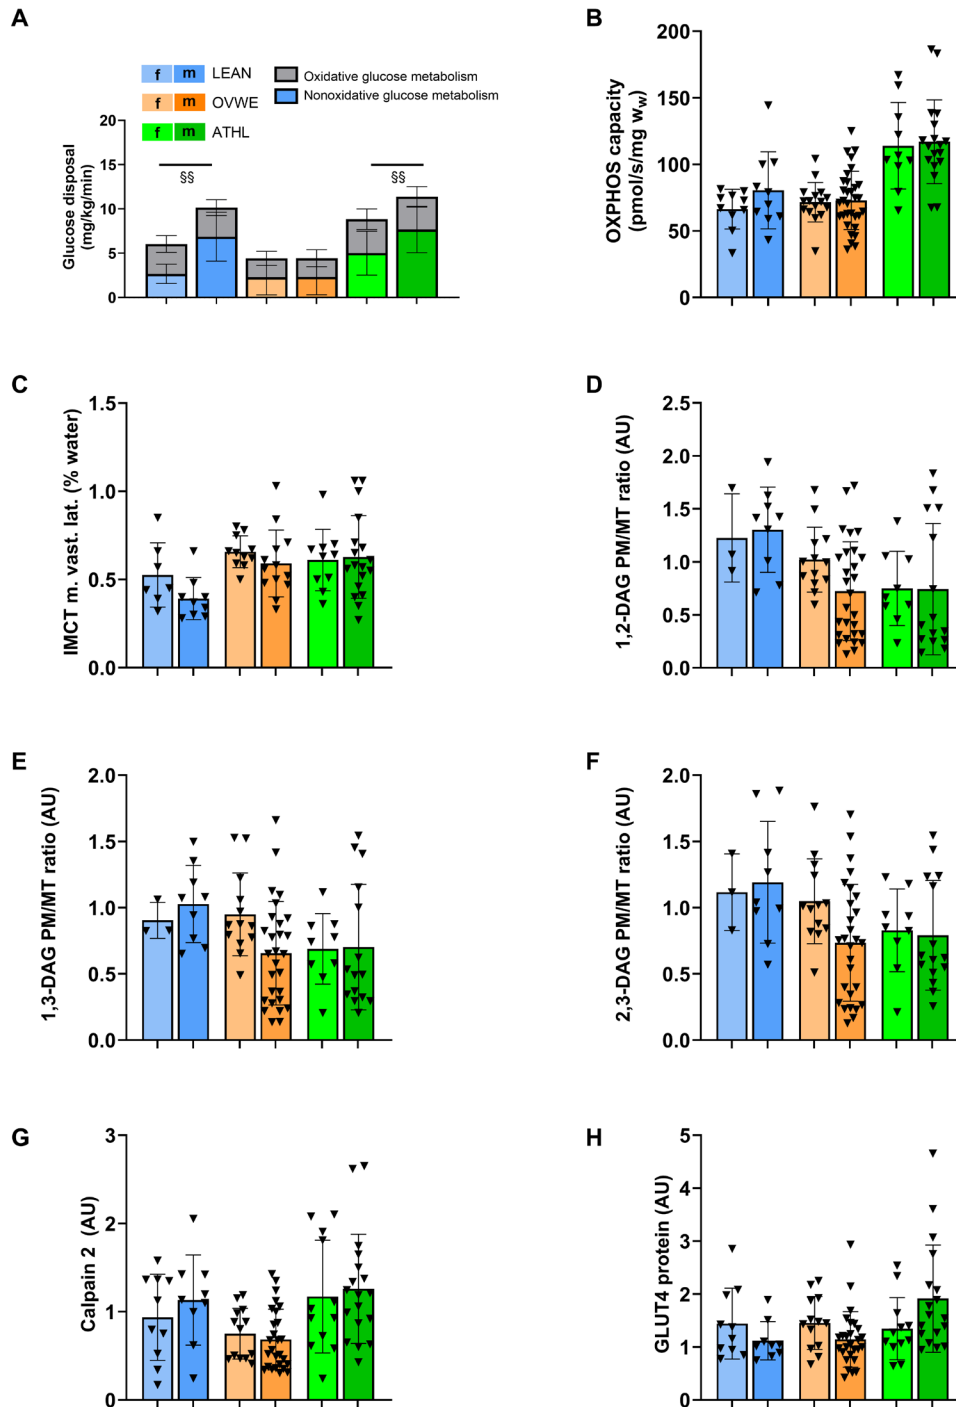 A
f m LEAN
f m OVWE
f m ATHL
Oxidative glucose metabolism
Nonoxidative glucose metabolism
Glucose disposal
(mg/kg/min)
20
15
10
5
0
§§
§§
B
OXPHOS capacity
(pmol/s/mg ww)
200
150
100
50
0
C
IMCT m. vast. lat. (% water)
1.5
1.0
0.5
0.0
D
1,2-DAG PM/MT ratio (AU)
2.5
2.0
1.5
1.0
0.5
0.0
E
1,3-DAG PM/MT ratio (AU)
2.0
1.5
1.0
0.5
0.0
F
2,3-DAG PM/MT ratio (AU)
2.0
1.5
1.0
0.5
0.0
G
Calpain 2 (AU)
3
2
1
0
H
GLUT4 protein (AU)
5
4
3
2
1
0